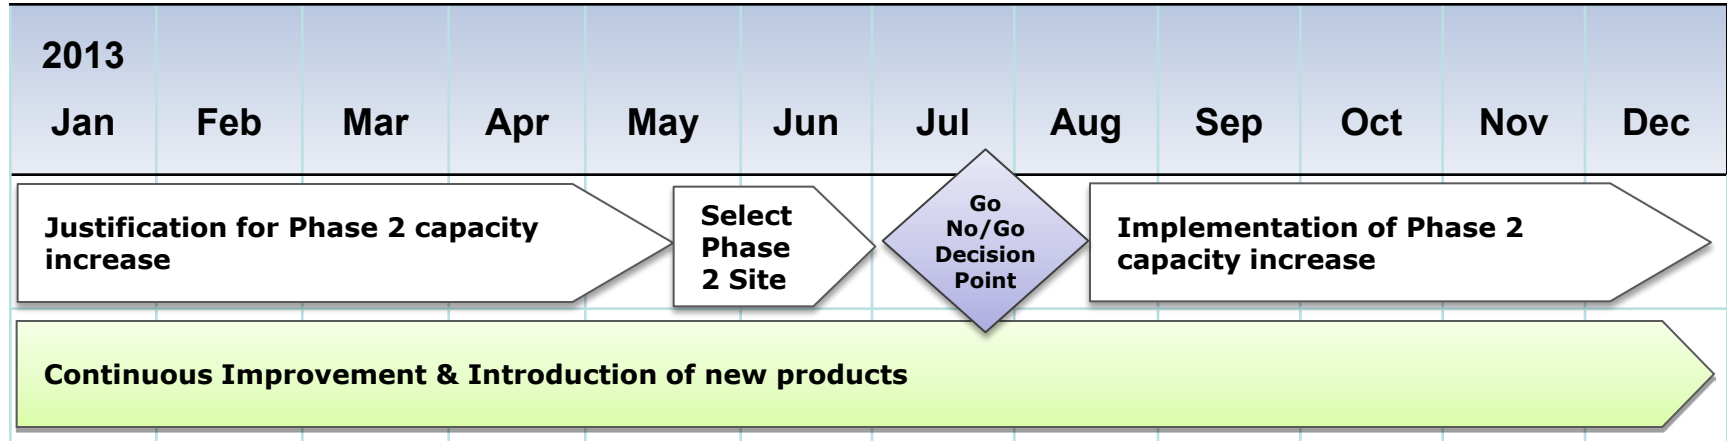 2013
Jan Feb Mar Apr May Jun Jul Aug Sep Oct Nov Dec
Justification for Phase 2 capacity
increase
Select
Phase
2 Site
Go
No/Go
Decision
Point
Implementation of Phase 2
capacity increase
Continuous Improvement & Introduction of new products